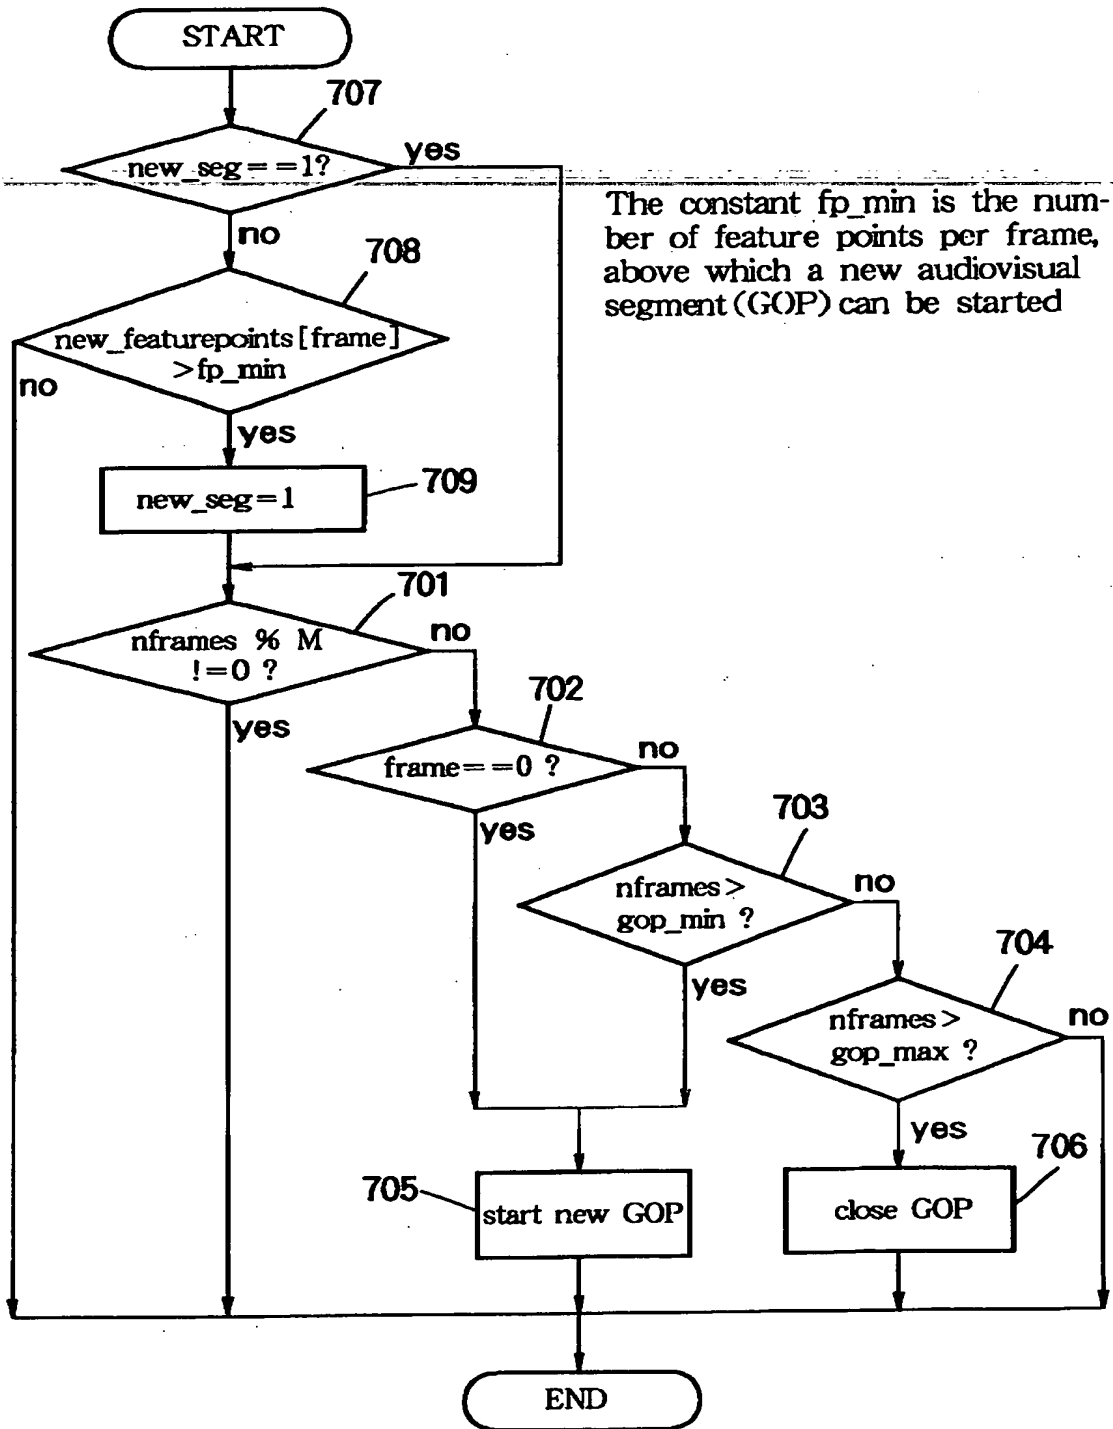 START
707
new_seg==1?
yes
no
The constant fp_min is the num-
ber of feature points per frame,
above which a new audiovisual
segment(GOP) can be started
708
new_featurepoints[frame]
>fp_min
no
yes
709
new_seg=1
701
nframes % M
!=0 ?
no
yes
702
frame==0 ?
no
yes
703
nframes>
gop_min ?
no
yes
704
nframes>
gop_max ?
no
yes
705
start new GOP
706
close GOP
END